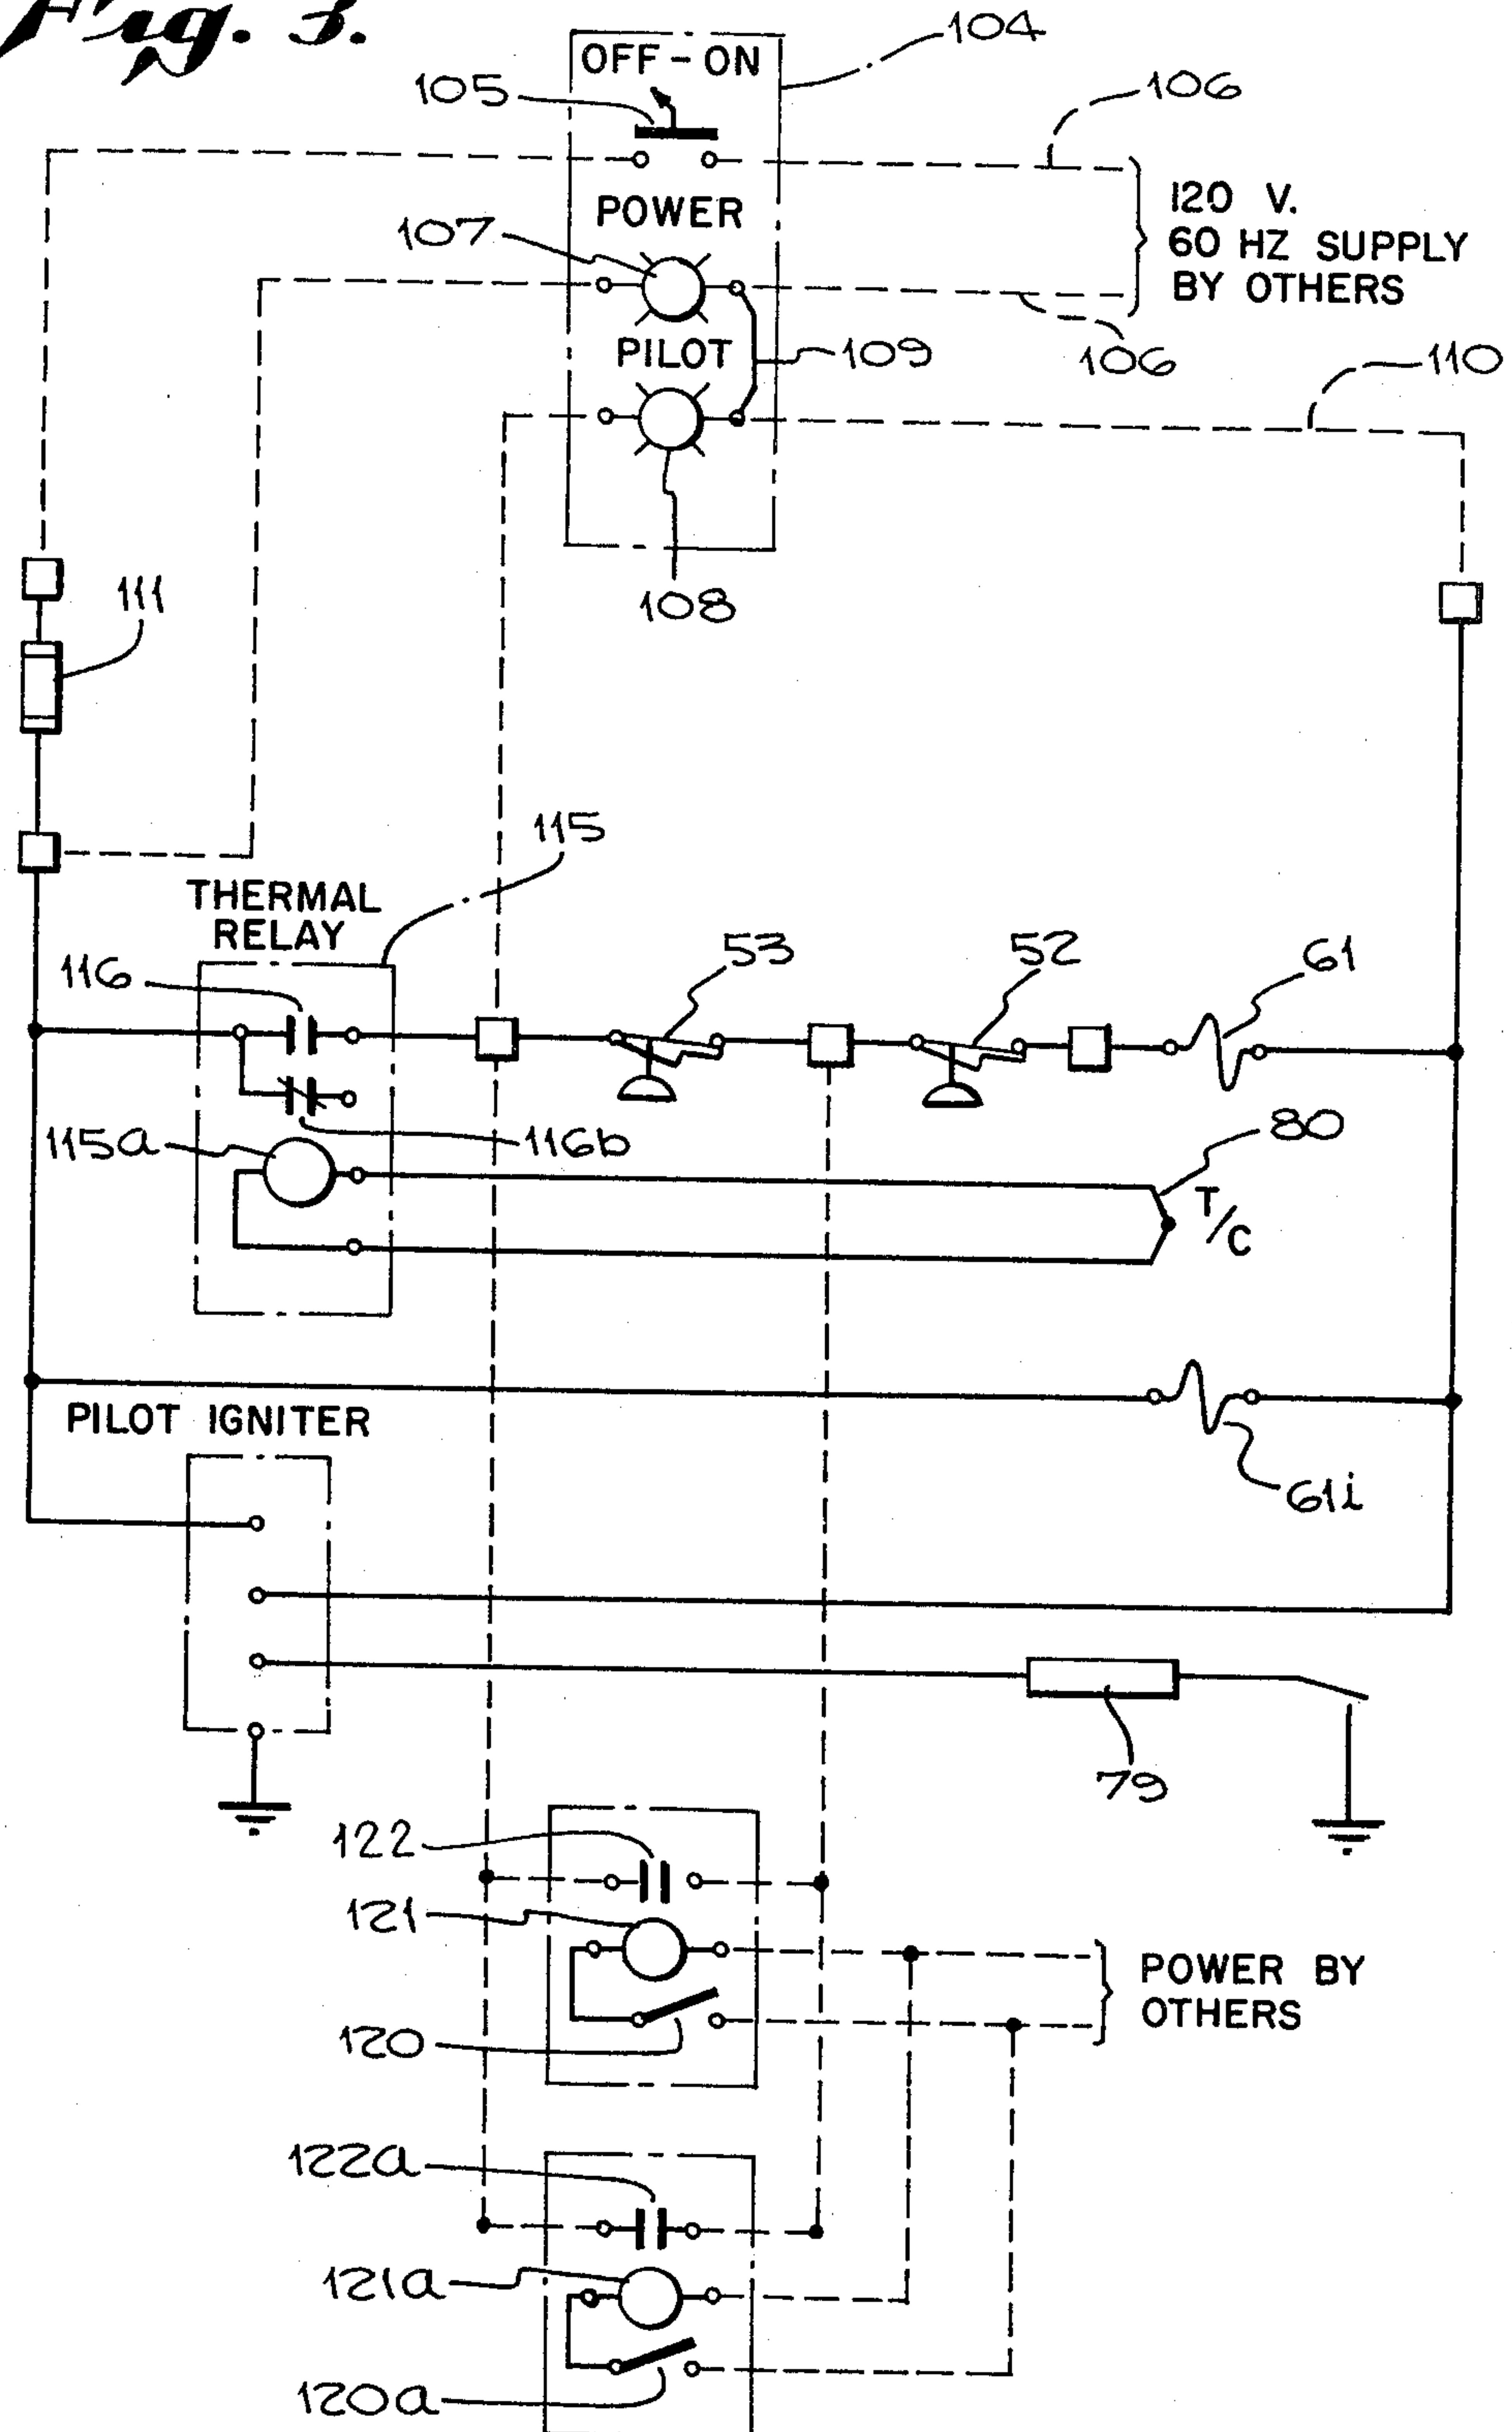 Fig. 3.
104
OFF-ON
105
106
POWER
120 V.
60 HZ SUPPLY
BY OTHERS
107
PILOT
109
106
110
108
111
115
THERMAL
RELAY
116
53
52
61
115a
116b
80
T/C
PILOT IGNITER
61i
79
122
121
POWER BY
OTHERS
120
122a
121a
120a